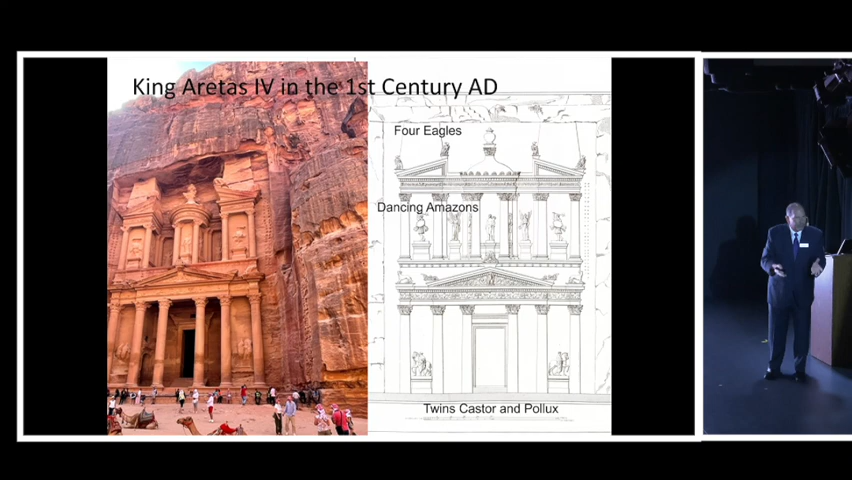 King Aretas IV in the 1st Century AD
Four Eagles
Dancing Amazons
Twins Castor and Pollux